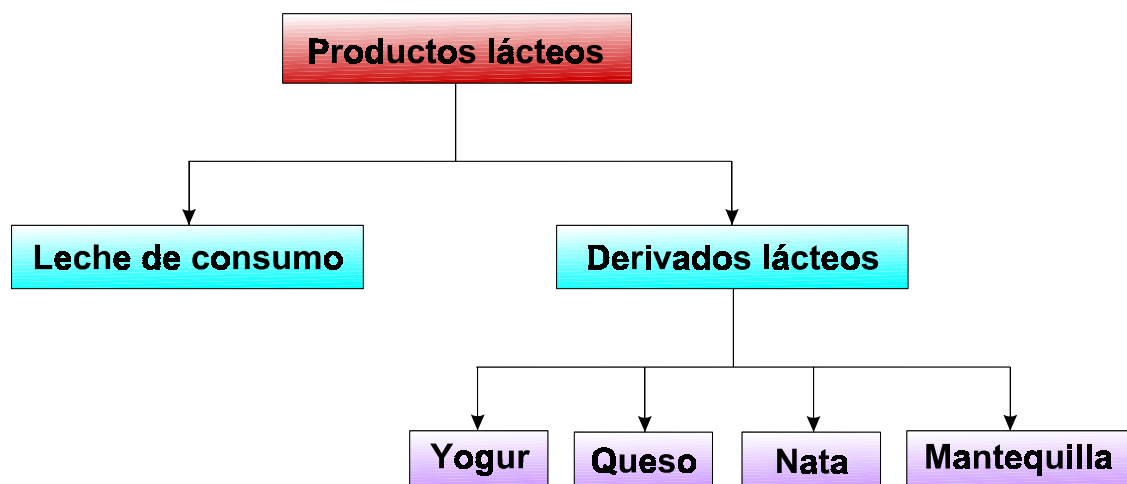 Productos lácteos
Leche de consumo
Derivados lácteos
Yogur
Queso
Nata
Mantequilla